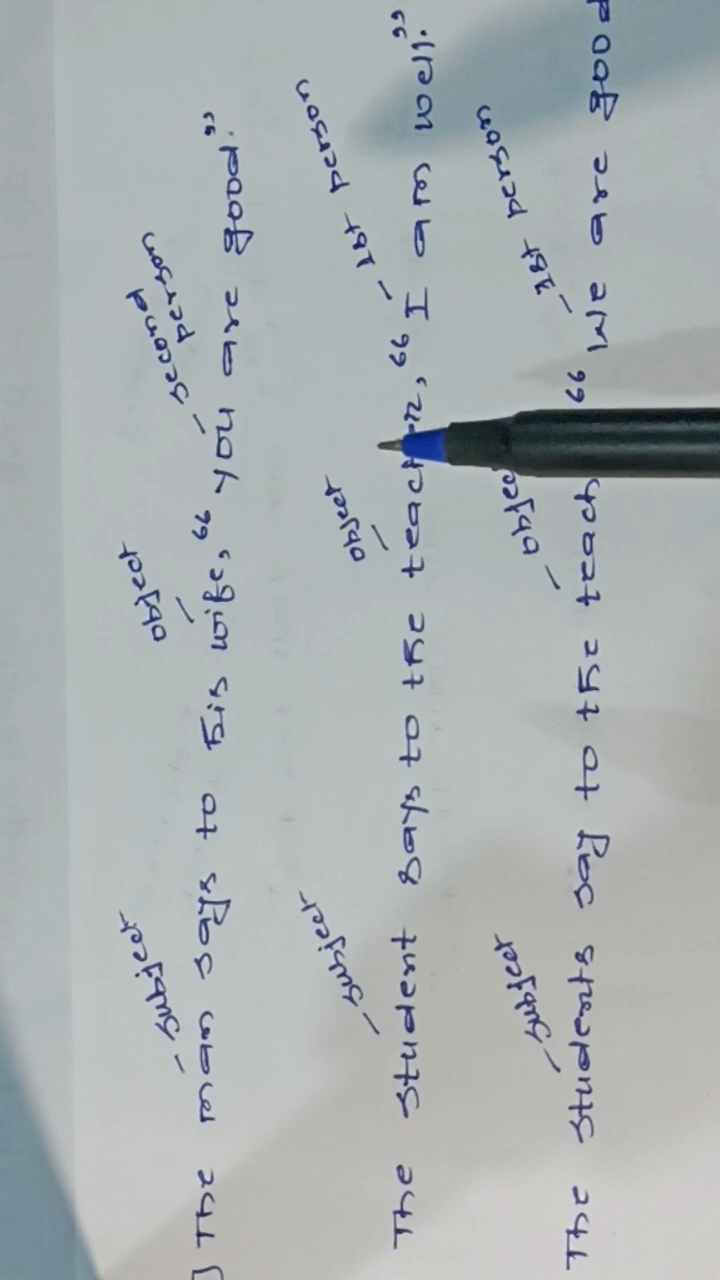 - subject object - second person
] The man says to his wife, " you are good."
- subject object - 1st person
The student says to the teacher, " I am well."
- subject - object - 1st person
The students say to the " We are good